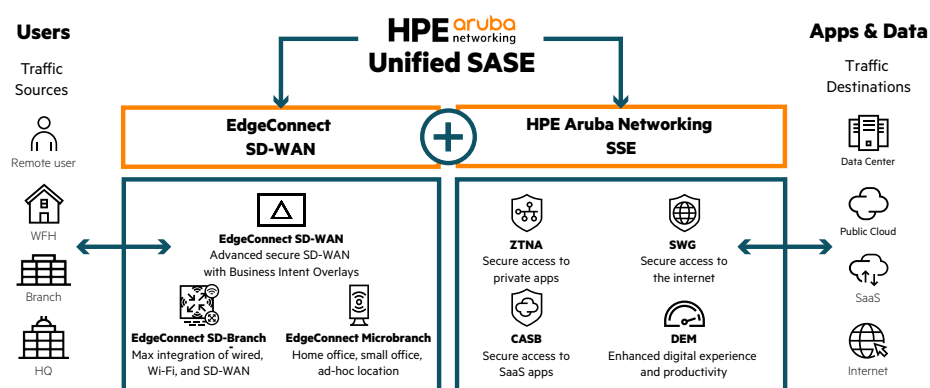 HPE aruba
networking
Unified SASE
Users
Traffic
Sources
Remote user
WFH
Branch
HQ
EdgeConnect
SD-WAN
EdgeConnect SD-WAN
Advanced secure SD-WAN
with Business Intent Overlays
EdgeConnect SD-Branch
Max integration of wired,
Wi-Fi, and SD-WAN
EdgeConnect Microbranch
Home office, small office,
ad-hoc location
HPE Aruba Networking
SSE
ZTNA
Secure access to
private apps
SWG
Secure access to
the internet
CASB
Secure access to
SaaS apps
DEM
Enhanced digital experience
and productivity
Apps & Data
Traffic
Destinations
Data Center
Public Cloud
SaaS
Internet